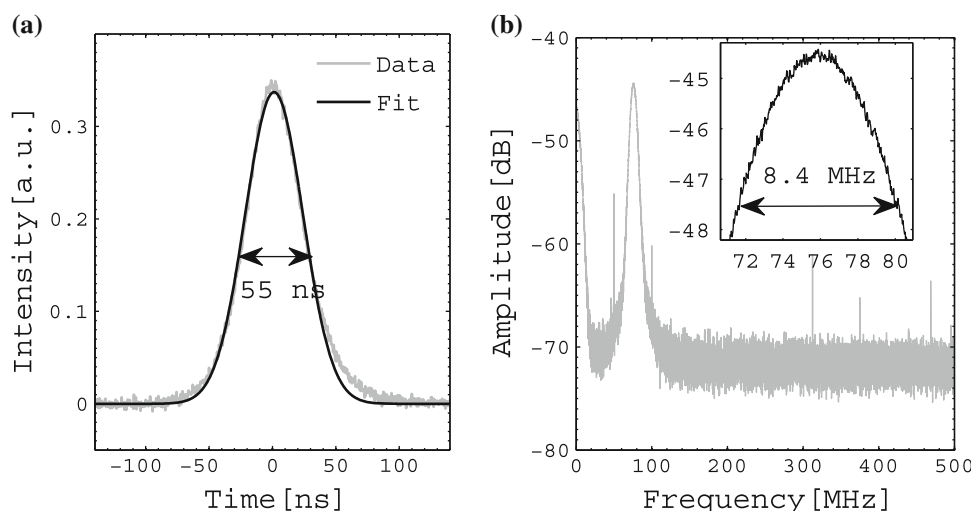 (a)
Intensity[a.u.]
0.3
0.2
0.1
0
Data
Fit
55 ns
-100 -50 0 50 100
Time[ns]
(b)
Amplitude[dB]
-40
-50
-60
-70
-80
-45
-46
-47
-48
8.4 MHz
72 74 76 78 80
0 100 200 300 400 500
Frequency[MHz]